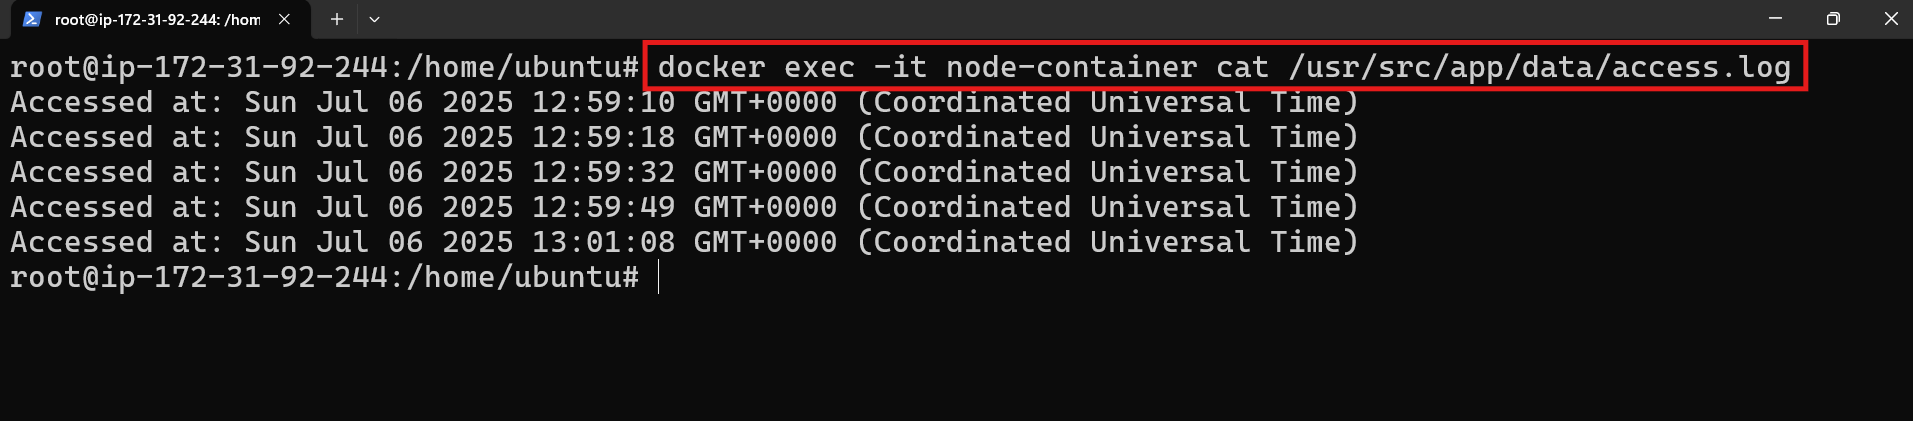 root@ip-172-31-92-244: /hom
root@ip-172-31-92-244:/home/ubuntu# docker exec -it node-container cat /usr/src/app/data/access.log
Accessed at: Sun Jul 06 2025 12:59:10 GMT+0000 (Coordinated Universal Time)
Accessed at: Sun Jul 06 2025 12:59:18 GMT+0000 (Coordinated Universal Time)
Accessed at: Sun Jul 06 2025 12:59:32 GMT+0000 (Coordinated Universal Time)
Accessed at: Sun Jul 06 2025 12:59:49 GMT+0000 (Coordinated Universal Time)
Accessed at: Sun Jul 06 2025 13:01:08 GMT+0000 (Coordinated Universal Time)
root@ip-172-31-92-244:/home/ubuntu#